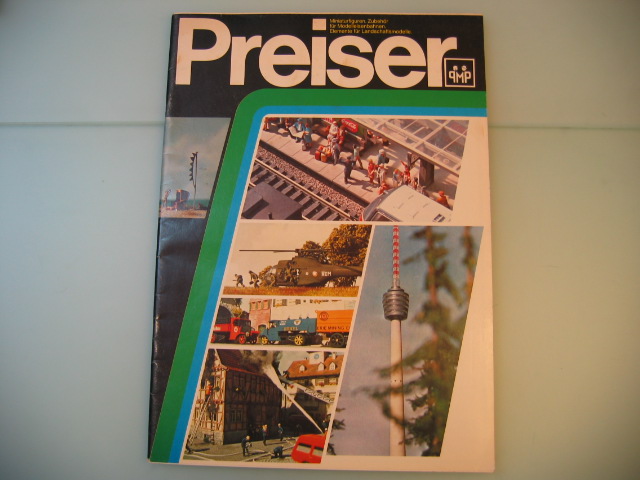 Miniaturfiguren, Zubehör
für Modelleisenbahnen.
Elemente für Landschaftsmodelle.
Preiser
PMP